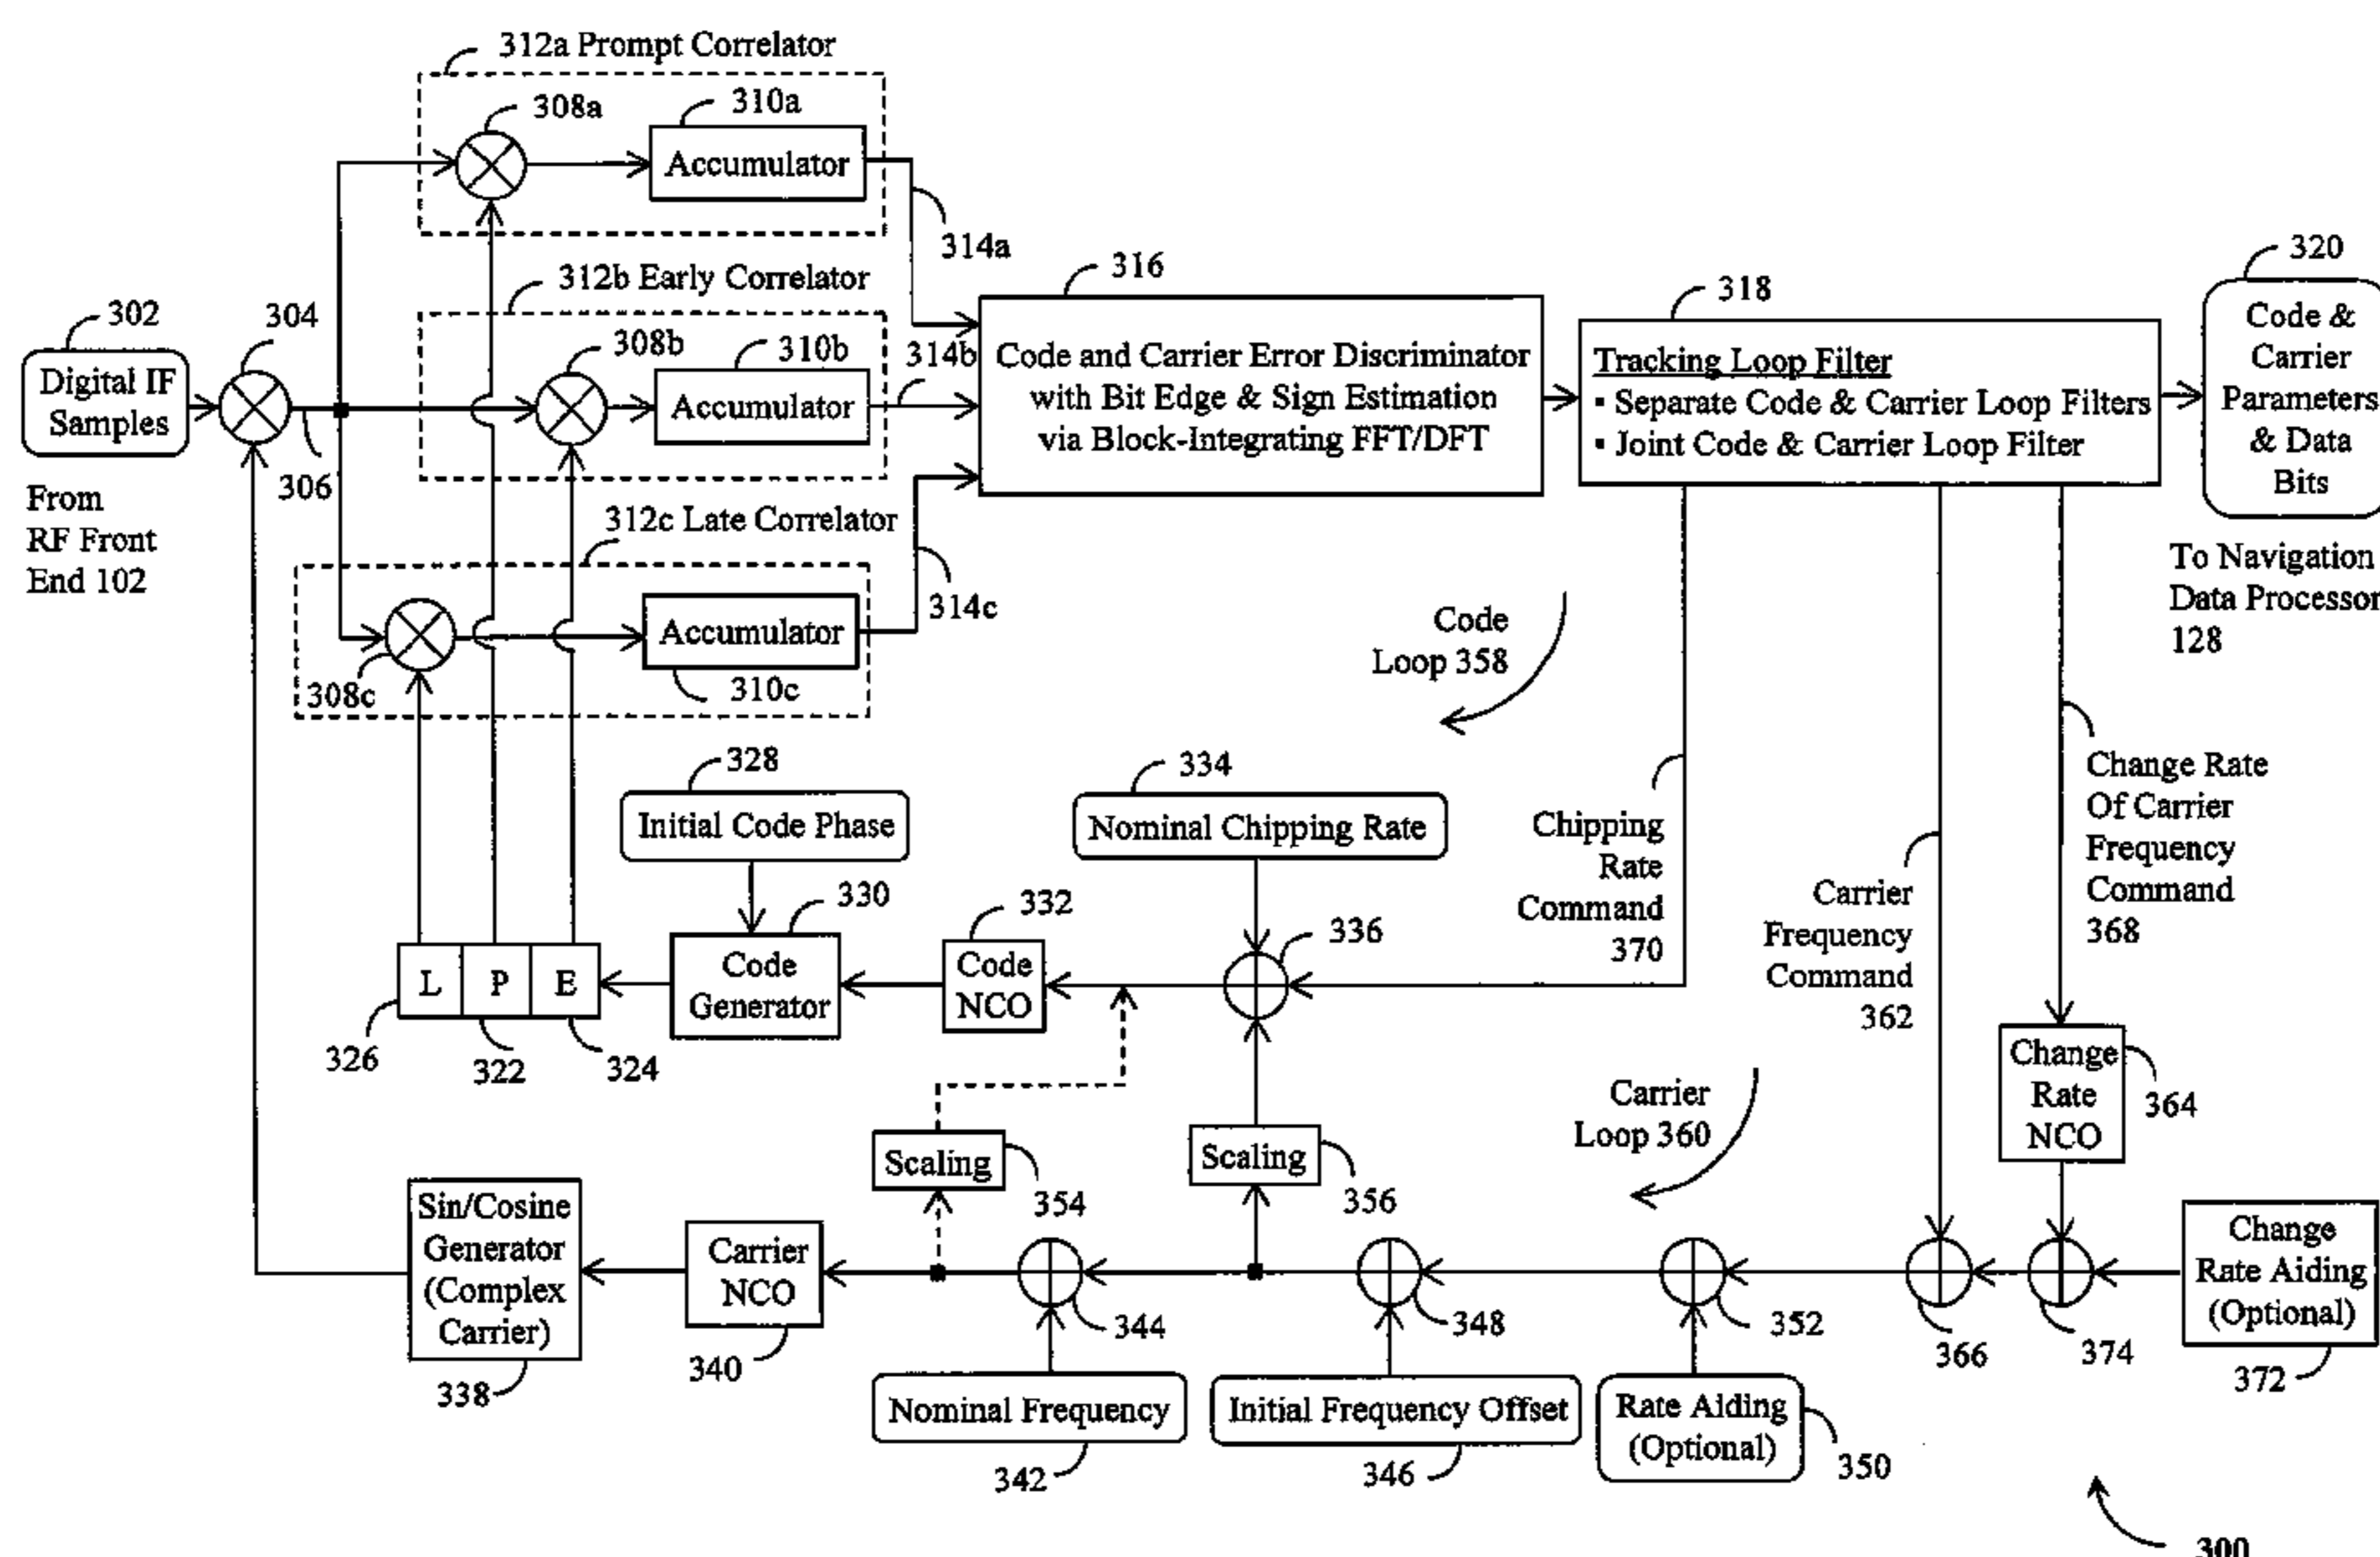 312a Prompt Correlator
308a
310a
Accumulator
314a
312b Early Correlator
316
320
302
304
308b
310b
314b
318
Digital IF
Samples
Accumulator
Code and Carrier Error Discriminator
with Bit Edge & Sign Estimation
via Block-Integrating FFT/DFT
Tracking Loop Filter
▪ Separate Code & Carrier Loop Filters
▪ Joint Code & Carrier Loop Filter
Code &
Carrier
Parameters
& Data
Bits
306
From
RF Front
End 102
312c Late Correlator
To Navigation
Data Processor
128
314c
Accumulator
308c
310c
Code
Loop 358
328
Initial Code Phase
334
Nominal Chipping Rate
Chipping
Rate
Command
370
Carrier
Frequency
Command
362
Change Rate
Of Carrier
Frequency
Command
368
330
332
336
L P E
Code
Generator
Code
NCO
326
322
324
Carrier
Loop 360
Change
Rate
NCO
364
Scaling
354
Scaling
356
Sin/Cosine
Generator
(Complex
Carrier)
338
Carrier
NCO
340
344
348
352
366
374
Change
Rate Aiding
(Optional)
372
Nominal Frequency
342
Initial Frequency Offset
346
Rate Aiding
(Optional)
350
300